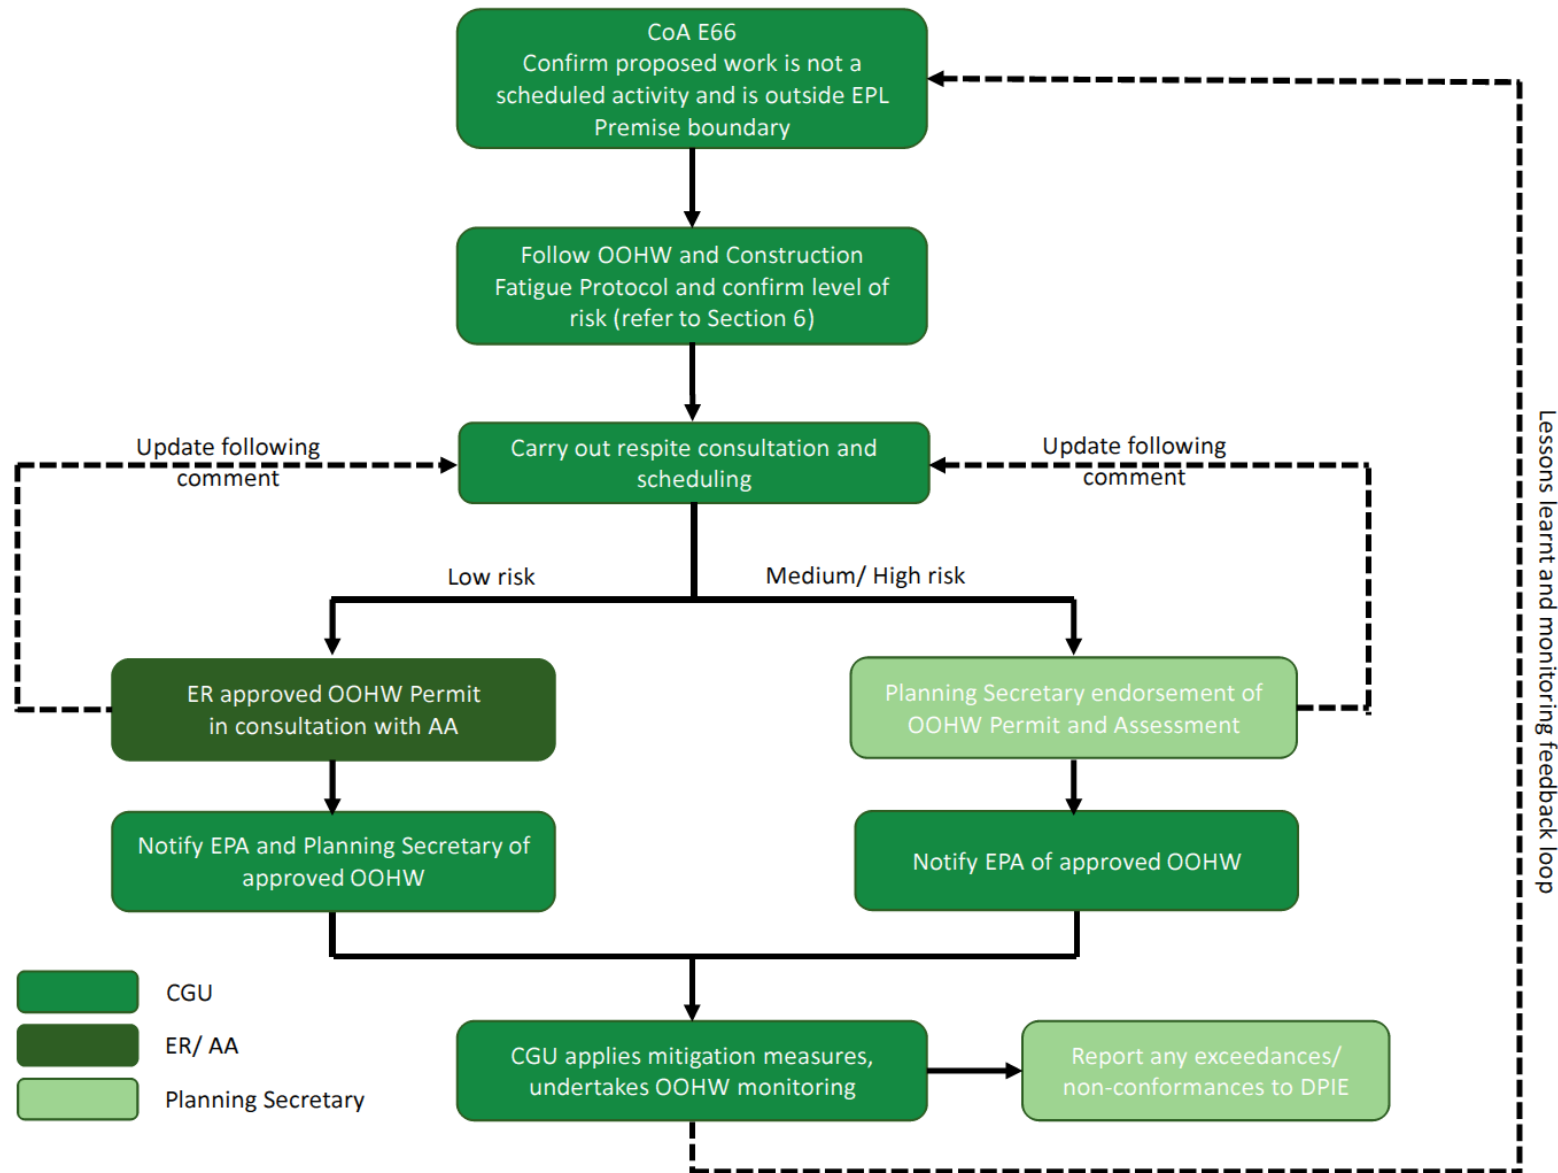 CoA E66
Confirm proposed work is not a
scheduled activity and is outside EPL
Premise boundary
Follow OOHW and Construction
Fatigue Protocol and confirm level of
risk (refer to Section 6)
Update following
comment
Carry out respite consultation and
scheduling
Update following
comment
Low risk
Medium/ High risk
ER approved OOHW Permit
in consultation with AA
Planning Secretary endorsement of
OOHW Permit and Assessment
Notify EPA and Planning Secretary of
approved OOHW
Notify EPA of approved OOHW
CGU applies mitigation measures,
undertakes OOHW monitoring
Report any exceedances/
non-conformances to DPIE
Lessons learnt and monitoring feedback loop
CGU
ER/ AA
Planning Secretary